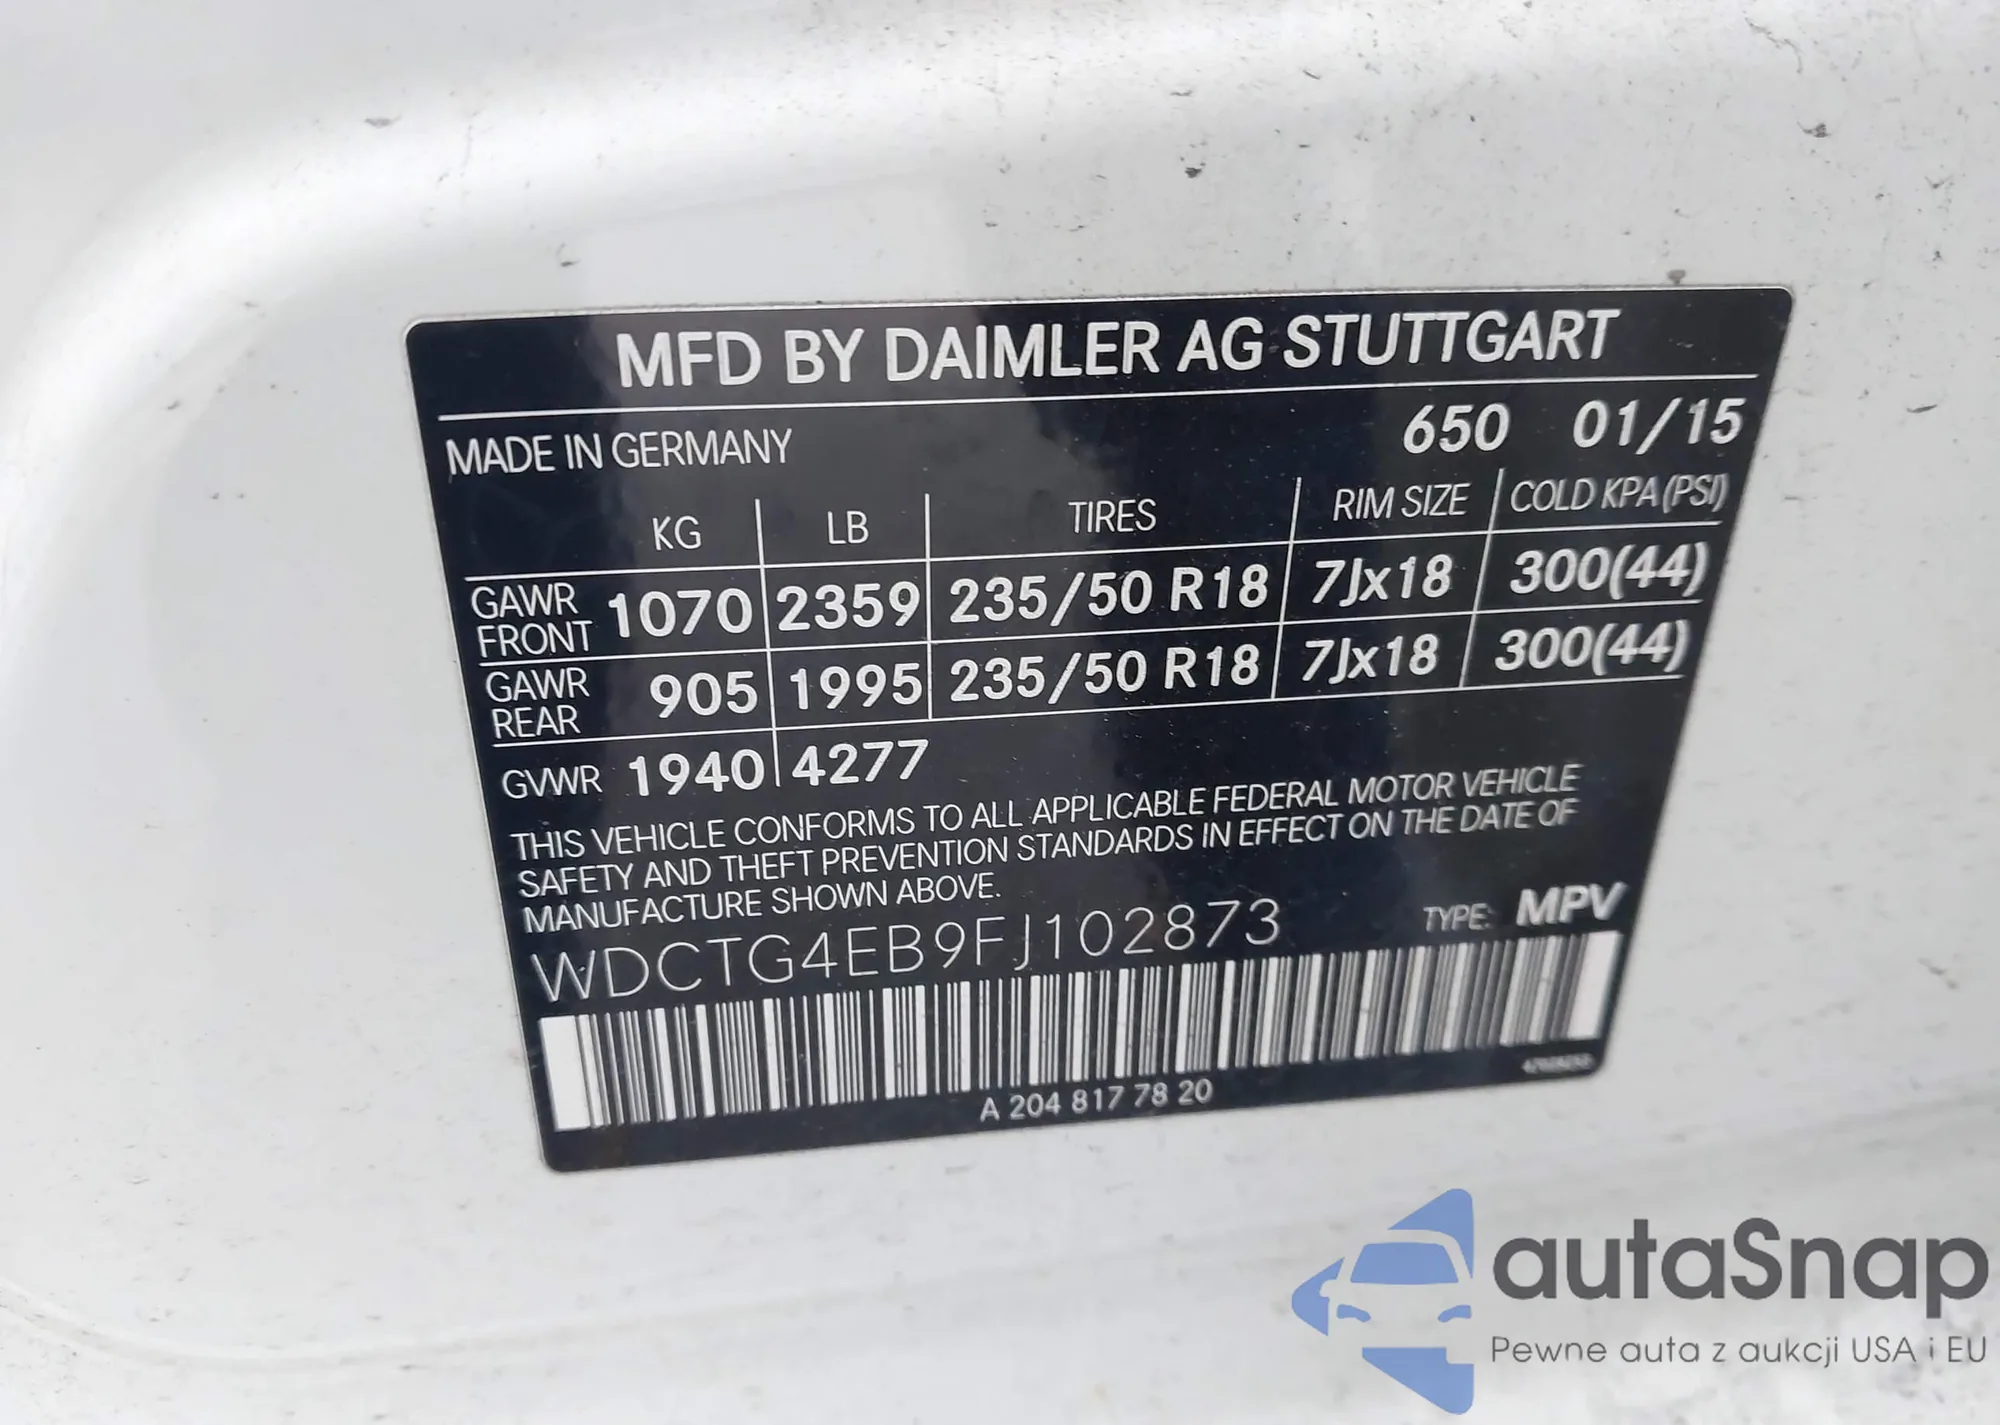 MFD BY DAIMLER AG STUTTGART
MADE IN GERMANY 650 01/15
KG LB TIRES RIM SIZE COLD KPA (PSI)
GAWR FRONT 1070 2359 235/50 R18 7Jx18 300(44)
GAWR REAR 905 1995 235/50 R18 7Jx18 300(44)
GVWR 1940 4277
THIS VEHICLE CONFORMS TO ALL APPLICABLE FEDERAL MOTOR VEHICLE
SAFETY AND THEFT PREVENTION STANDARDS IN EFFECT ON THE DATE OF
MANUFACTURE SHOWN ABOVE.
WDCTG4EB9FJ102873 TYPE: MPV
A 204 817 78 20
autaSnap
Pewne auta z aukcji USA i EU